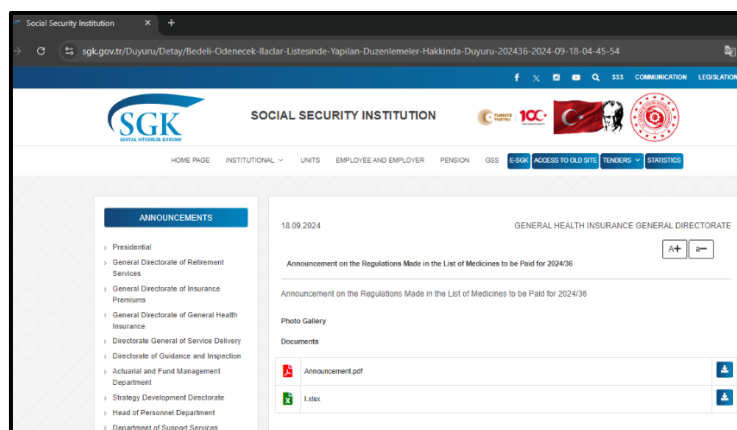 Social Security Institution
sgk.gov.tr/Duyuru/Detay/Bedeli-Odenecek-Ilaclar-Listesinde-Yapilan-Duzenlemeler-Hakkinda-Duyuru-202436-2024-09-18-04-45-54
SSS COMMUNICATION LEGISLATION
SGK
SOSYAL GÜVENLİK KURUMU
SOCIAL SECURITY INSTITUTION
TÜRKİYE YÜZYILI
100
HOME PAGE INSTITUTIONAL UNITS EMPLOYEE AND EMPLOYER PENSION GSS E-SGK ACCESS TO OLD SITE TENDERS STATISTICS
ANNOUNCEMENTS
Presidential
General Directorate of Retirement
Services
General Directorate of Insurance
Premiums
General Directorate of General Health
Insurance
Directorate General of Service Delivery
Directorate of Guidance and Inspection
Actuarial and Fund Management
Department
Strategy Development Directorate
Head of Personnel Department
Department of Support Services
18.09.2024 GENERAL HEALTH INSURANCE GENERAL DIRECTORATE
A+ a−
Announcement on the Regulations Made in the List of Medicines to be Paid for 2024/36
Announcement on the Regulations Made in the List of Medicines to be Paid for 2024/36
Photo Gallery
Documents
Announcement.pdf